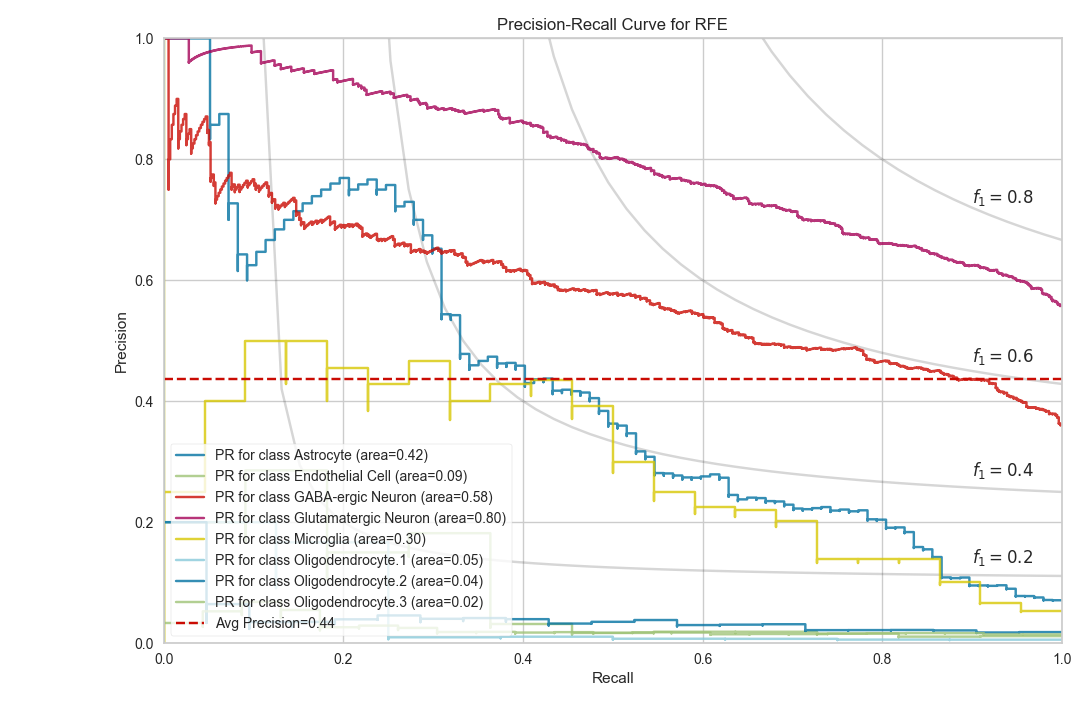 Precision-Recall Curve for RFE
1.0
0.8
0.6
0.4
0.2
0.0
Precision
f1 = 0.8
f1 = 0.6
f1 = 0.4
f1 = 0.2
PR for class Astrocyte (area=0.42)
PR for class Endothelial Cell (area=0.09)
PR for class GABA-ergic Neuron (area=0.58)
PR for class Glutamatergic Neuron (area=0.80)
PR for class Microglia (area=0.30)
PR for class Oligodendrocyte.1 (area=0.05)
PR for class Oligodendrocyte.2 (area=0.04)
PR for class Oligodendrocyte.3 (area=0.02)
Avg Precision=0.44
0.0 0.2 0.4 0.6 0.8 1.0
Recall